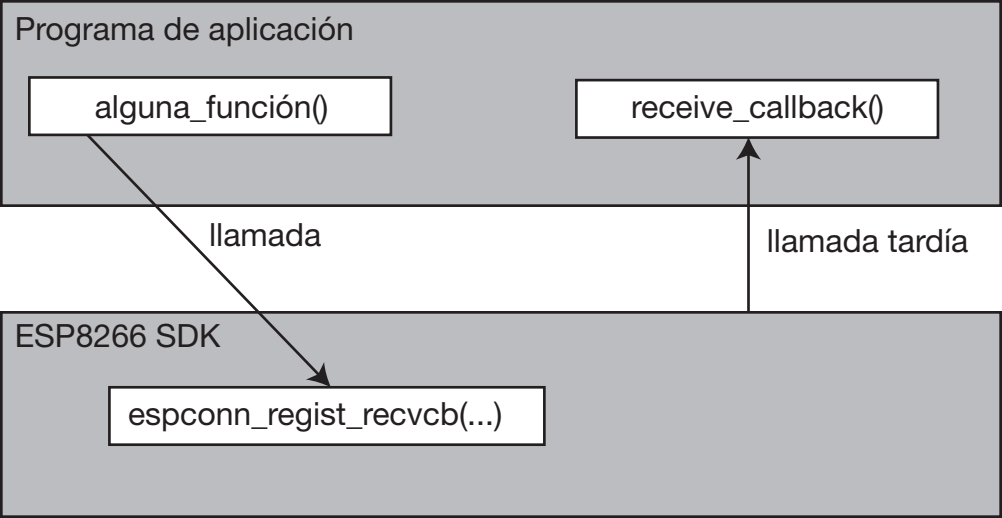 Programa de aplicación
alguna_función()
receive_callback()
llamada
llamada tardía
ESP8266 SDK
espconn_regist_recvcb(...)